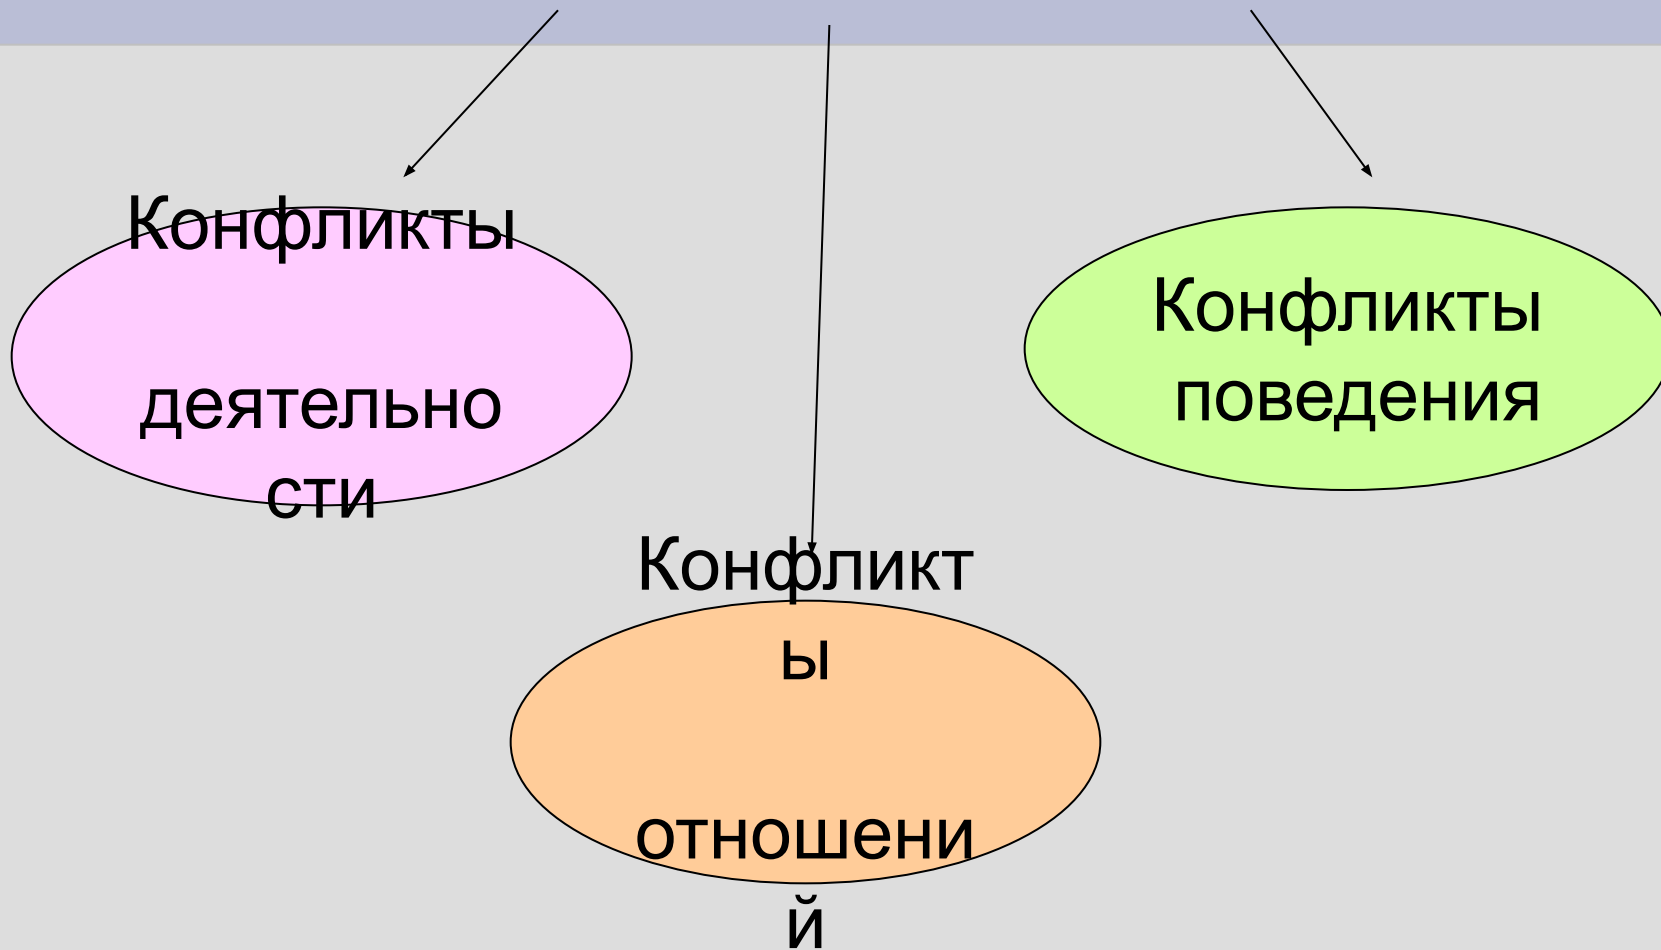 Конфликты
деятельно
сти
Конфликты
поведения
Конфликт
ы
отношени
й